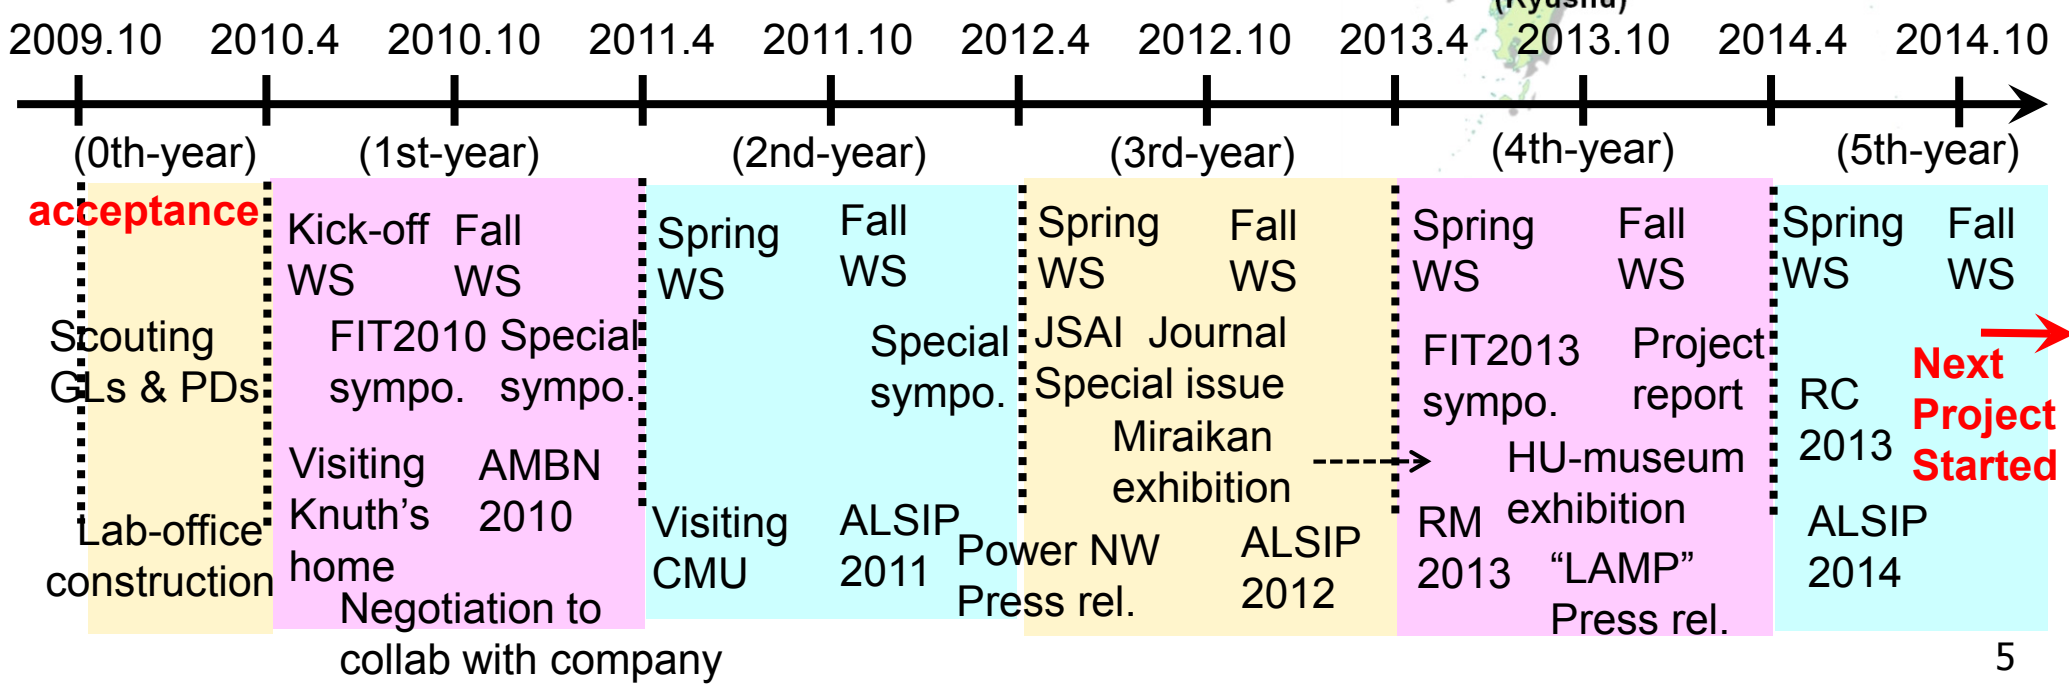 (Kyushu)
2009.10 2010.4 2010.10 2011.4 2011.10 2012.4 2012.10 2013.4 2013.10 2014.4 2014.10
(0th-year) (1st-year) (2nd-year) (3rd-year) (4th-year) (5th-year)
acceptance
Scouting
GLs & PDs
Lab-office
construction
Kick-off
WS
Fall
WS
FIT2010
sympo.
Special
sympo.
Visiting
Knuth's
home
AMBN
2010
Negotiation to
collab with company
Spring
WS
Fall
WS
Special
sympo.
Visiting
CMU
ALSIP
2011
Power NW
Press rel.
Spring
WS
Fall
WS
JSAI Journal
Special issue
Miraikan
exhibition
ALSIP
2012
Spring
WS
Fall
WS
FIT2013
sympo.
Project
report
HU-museum
exhibition
RM
2013
“LAMP”
Press rel.
Spring
WS
Fall
WS
RC
2013
Next
Project
Started
ALSIP
2014
5